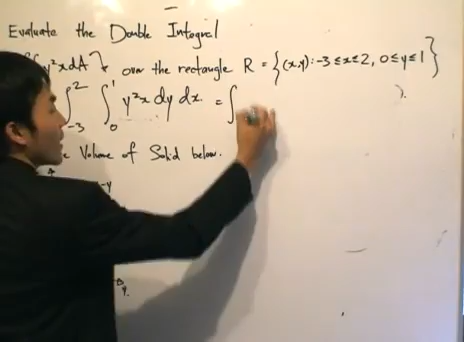 Evaluate the Double Integral
y²x dA over the rectangle R = {(x,y): -3 ≤ x ≤ 2, 0 ≤ y ≤ 1}
∫₋₃² ∫₀¹ y²x dy dx = ∫
Volume of Solid below.
y.